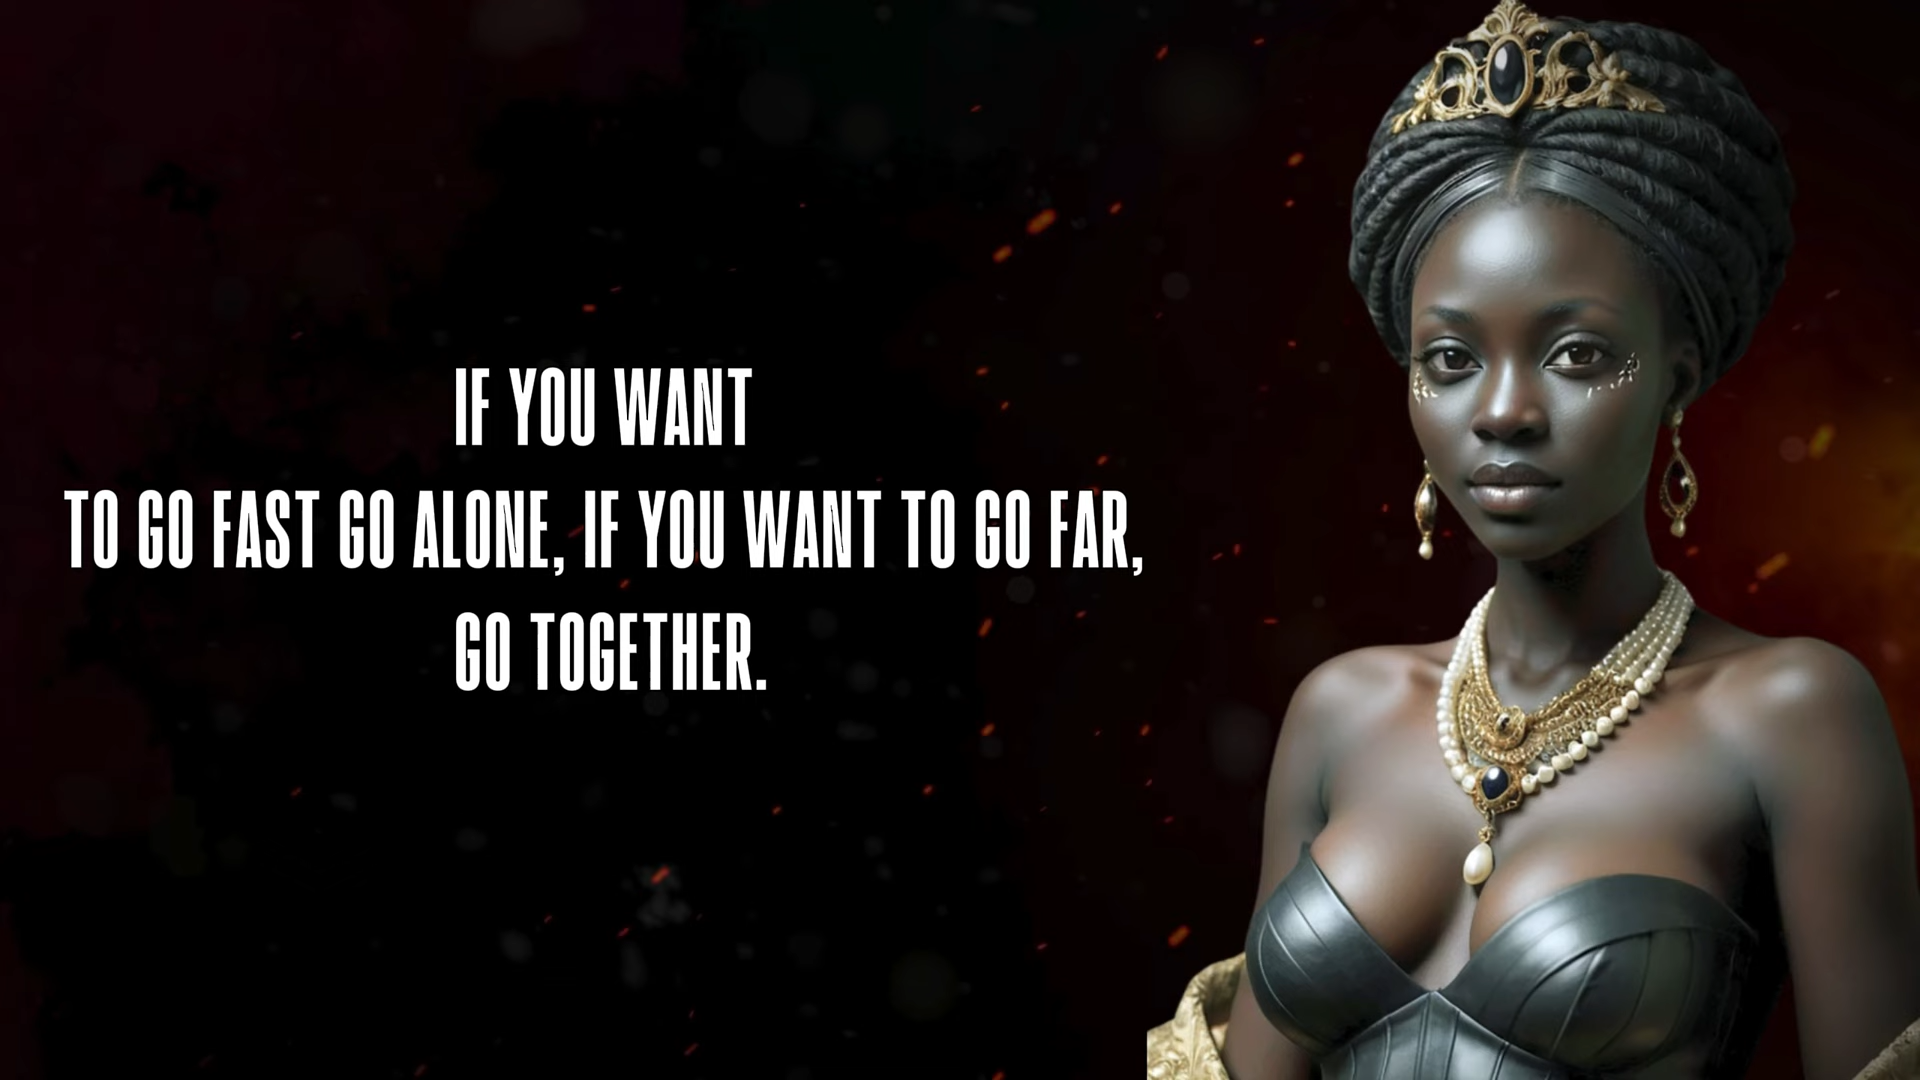 IF YOU WANT
TO GO FAST GO ALONE, IF YOU WANT TO GO FAR,
GO TOGETHER.